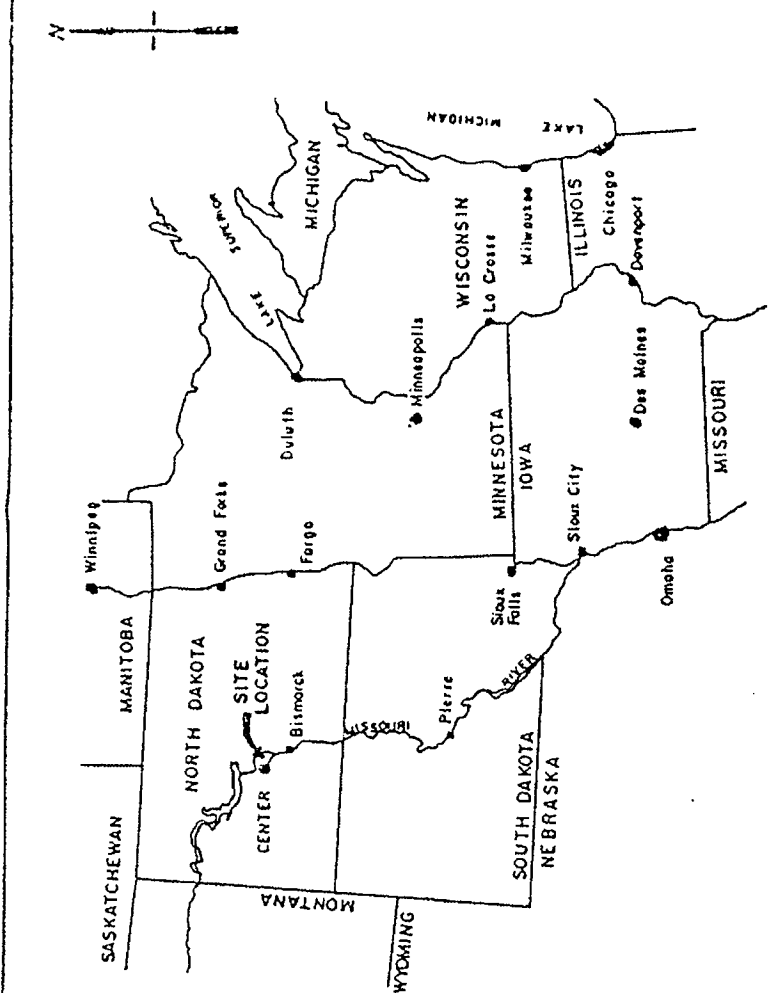 N
SASKATCHEWAN
MANITOBA
Winnipeg
NORTH DAKOTA
Grand Forks
SITE
LOCATION
Fargo
Bismarck
CENTER
MONTANA
WYOMING
MISSOURI
RIVER
Pierre
SOUTH DAKOTA
NEBRASKA
Sioux
Falls
Sioux City
Omaha
MINNESOTA
IOWA
Duluth
Minneapolis
LAKE
SUPERIOR
MICHIGAN
WISCONSIN
La Crosse
Milwaukee
LAKE
MICHIGAN
ILLINOIS
Chicago
Davenport
Des Moines
MISSOURI